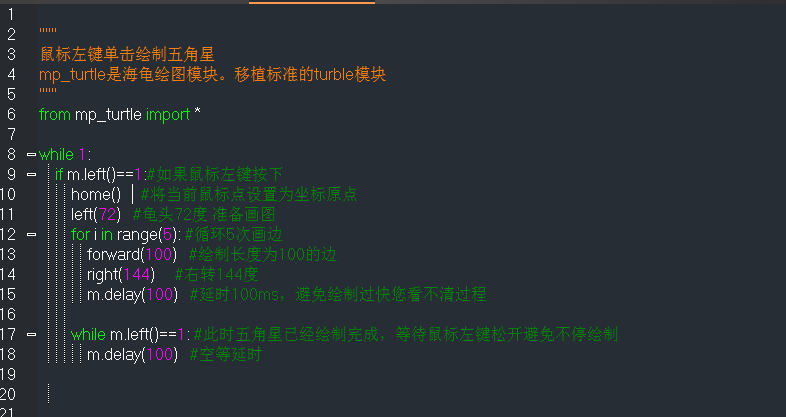 1
2 """
3 鼠标左键单击绘制五角星
4 mp_turtle是海龟绘图模块。移植标准的turble模块
5 """
6 from mp_turtle import *
7
8 while 1:
9 if m.left()==1:#如果鼠标左键按下
10 home() #将当前鼠标点设置为坐标原点
11 left(72) #龟头72度 准备画图
12 for i in range(5): #循环5次画边
13 forward(100) #绘制长度为100的边
14 right(144) #右转144度
15 m.delay(100) #延时100ms，避免绘制过快您看不清过程
16
17 while m.left()==1: #此时五角星已经绘制完成，等待鼠标左键松开避免不停绘制
18 m.delay(100) #空等延时
19
20
21